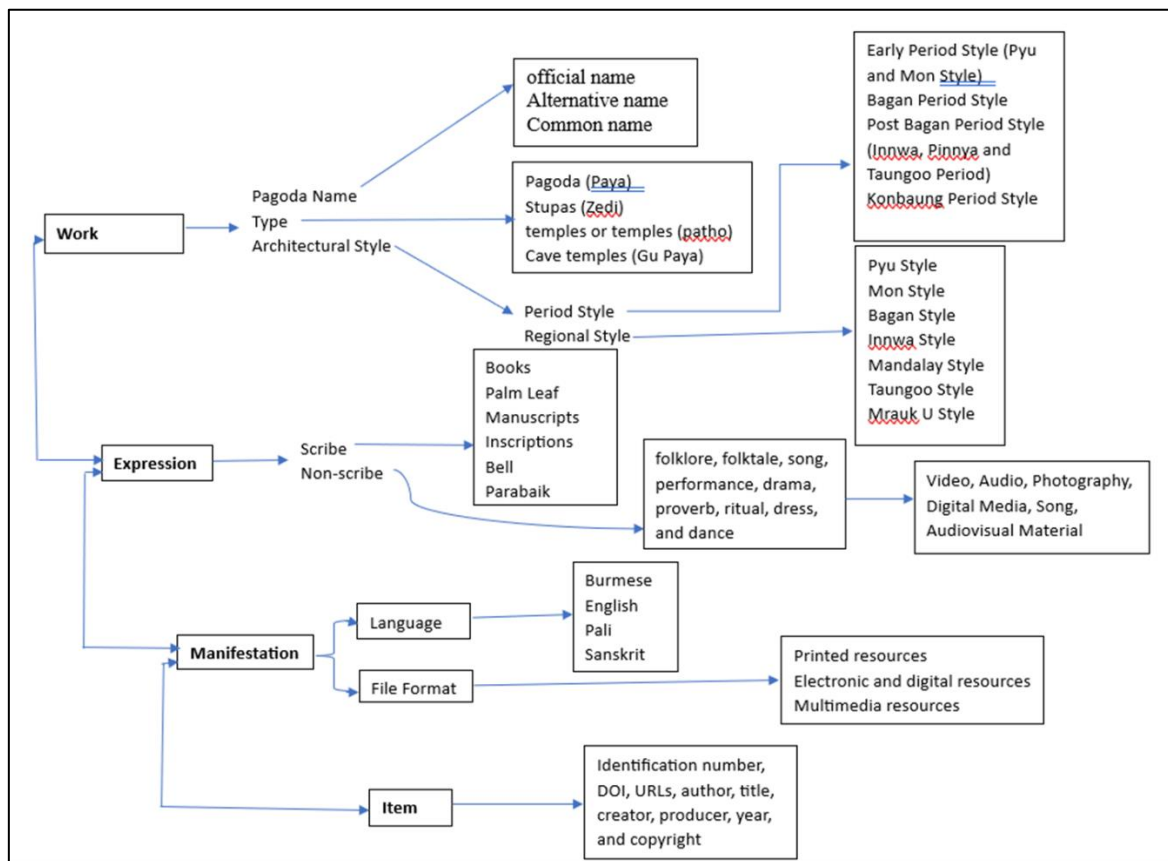 official name
Alternative name
Common name
Early Period Style (Pyu
and Mon Style)
Bagan Period Style
Post Bagan Period Style
(Innwa, Pinnya and
Taungoo Period)
Konbaung Period Style
Work
Pagoda Name
Type
Architectural Style
Pagoda (Paya)
Stupas (Zedi)
temples or temples (patho)
Cave temples (Gu Paya)
Period Style
Regional Style
Pyu Style
Mon Style
Bagan Style
Innwa Style
Mandalay Style
Taungoo Style
Mrauk U Style
Expression
Scribe
Non-scribe
Books
Palm Leaf
Manuscripts
Inscriptions
Bell
Parabaik
folklore, folktale, song,
performance, drama,
proverb, ritual, dress,
and dance
Video, Audio, Photography,
Digital Media, Song,
Audiovisual Material
Manifestation
Language
Burmese
English
Pali
Sanskrit
File Format
Printed resources
Electronic and digital resources
Multimedia resources
Item
Identification number,
DOI, URLs, author, title,
creator, producer, year,
and copyright